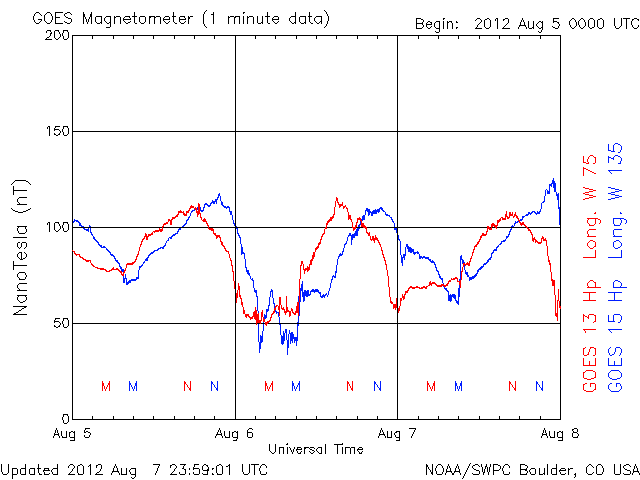 GOES Magnetometer (1 minute data)
Begin: 2012 Aug 5 0000 UTC
200
150
100
50
0
NanoTesla (nT)
M M N N M M N N M M N N
Aug 5 Aug 6 Aug 7 Aug 8
Universal Time
GOES 13 Hp Long. W 75
GOES 15 Hp Long. W 135
Updated 2012 Aug 7 23:59:01 UTC
NOAA/SWPC Boulder, CO USA